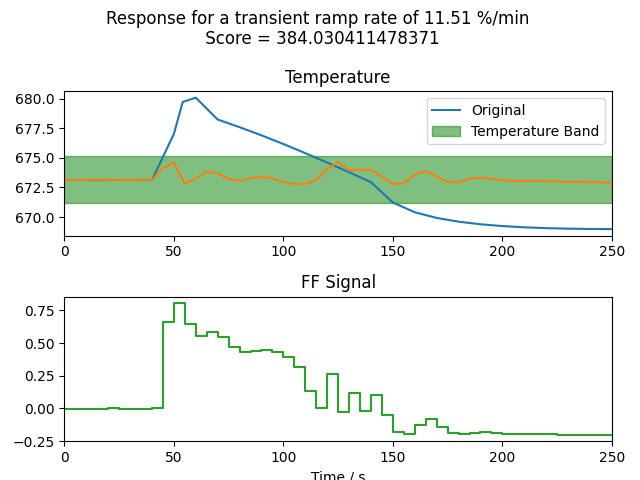 Response for a transient ramp rate of 11.51 %/min
Score = 384.030411478371
Temperature
680.0
677.5
675.0
672.5
670.0
Original
Temperature Band
0 50 100 150 200 250
FF Signal
0.75
0.50
0.25
0.00
−0.25
0 50 100 150 200 250
Time / s